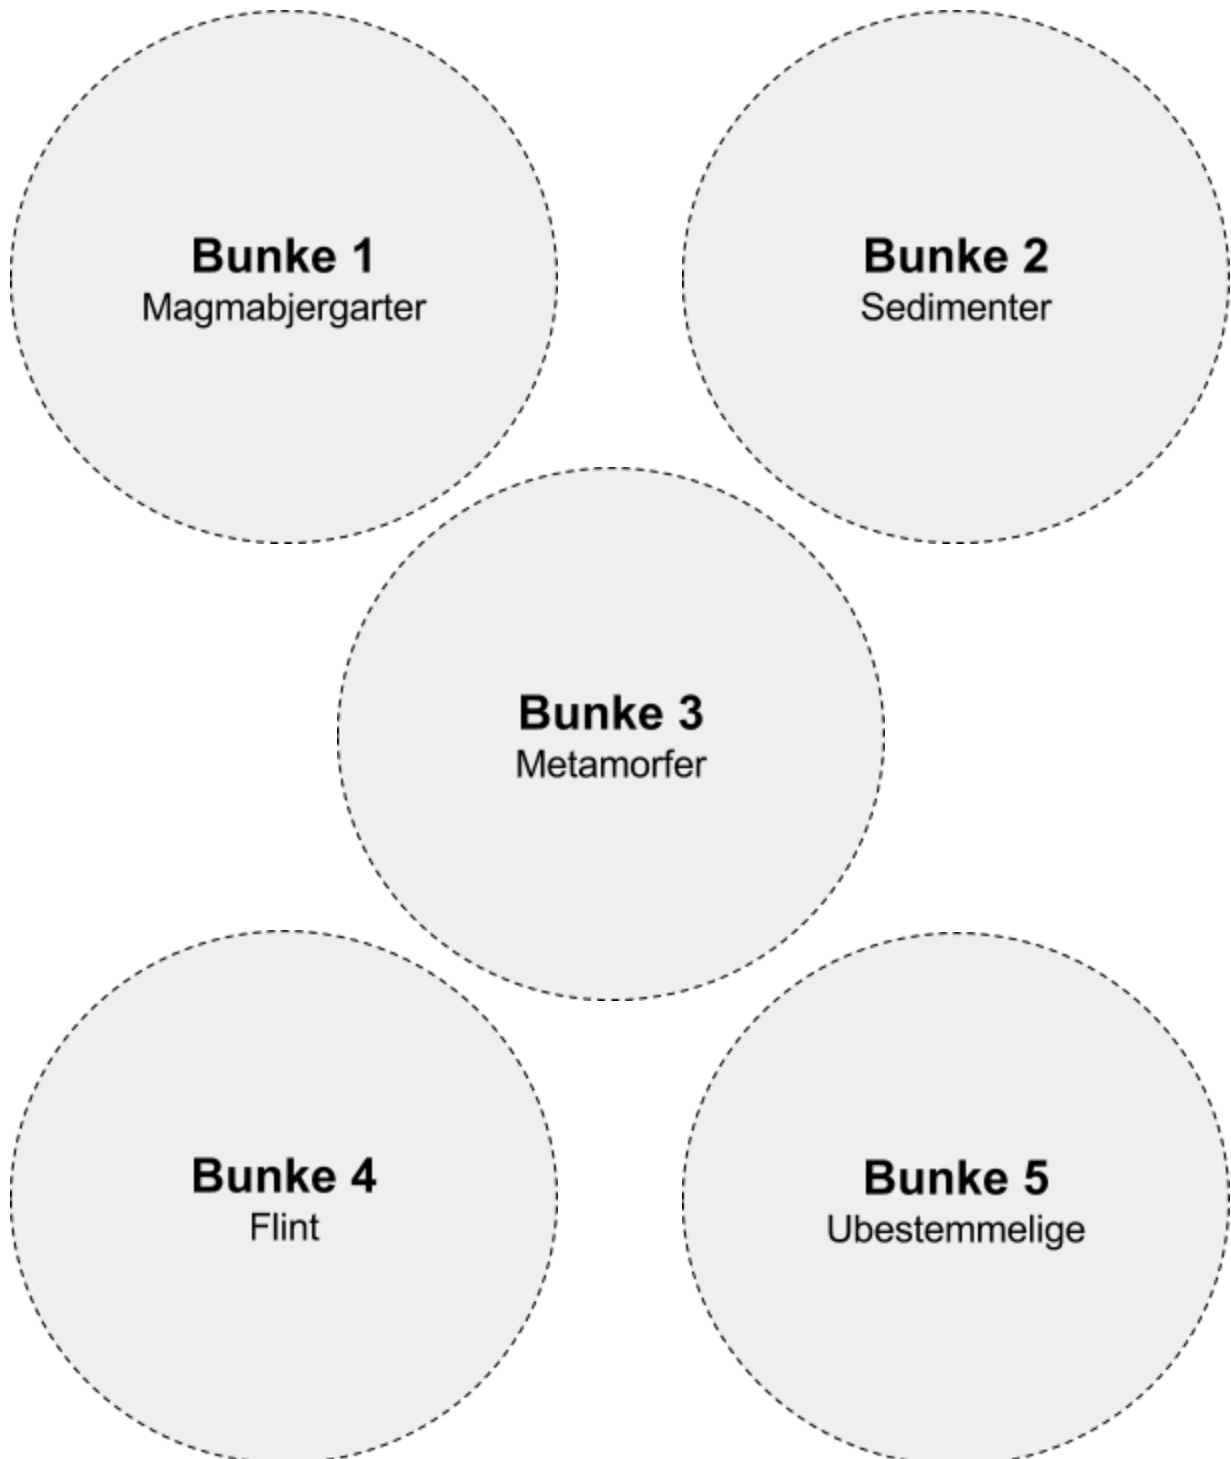 Bunke 1
Magmabjergarter
Bunke 2
Sedimenter
Bunke 3
Metamorfer
Bunke 4
Flint
Bunke 5
Ubestemmelige